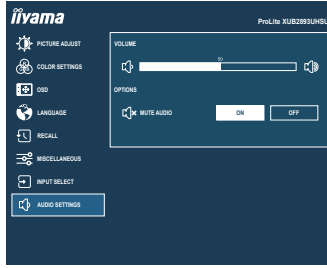 iiyama
ProLite XUB2893UHSU
PICTURE ADJUST
COLOR SETTINGS
OSD
LANGUAGE
RECALL
MISCELLANEOUS
INPUT SELECT
AUDIO SETTINGS
VOLUME
50
OPTIONS
MUTE AUDIO
ON
OFF